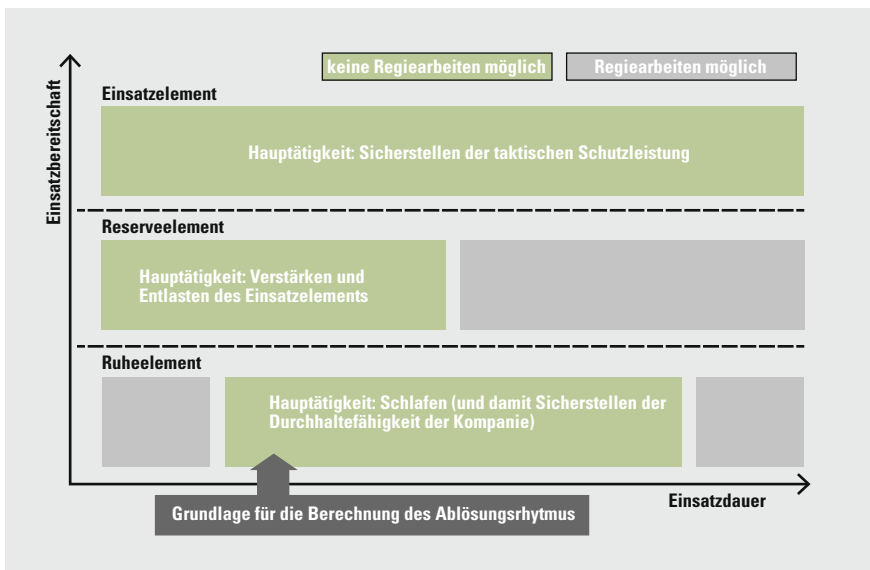 keine Regiearbeiten möglich
Regiearbeiten möglich
Einsatzbereitschaft
Einsatzelement
Hauptätigkeit: Sicherstellen der taktischen Schutzleistung
Reserveelement
Hauptätigkeit: Verstärken und
Entlasten des Einsatzelements
Ruheelement
Hauptätigkeit: Schlafen (und damit Sicherstellen der
Durchhaltefähigkeit der Kompanie)
Einsatzdauer
Grundlage für die Berechnung des Ablösungsrhytmus